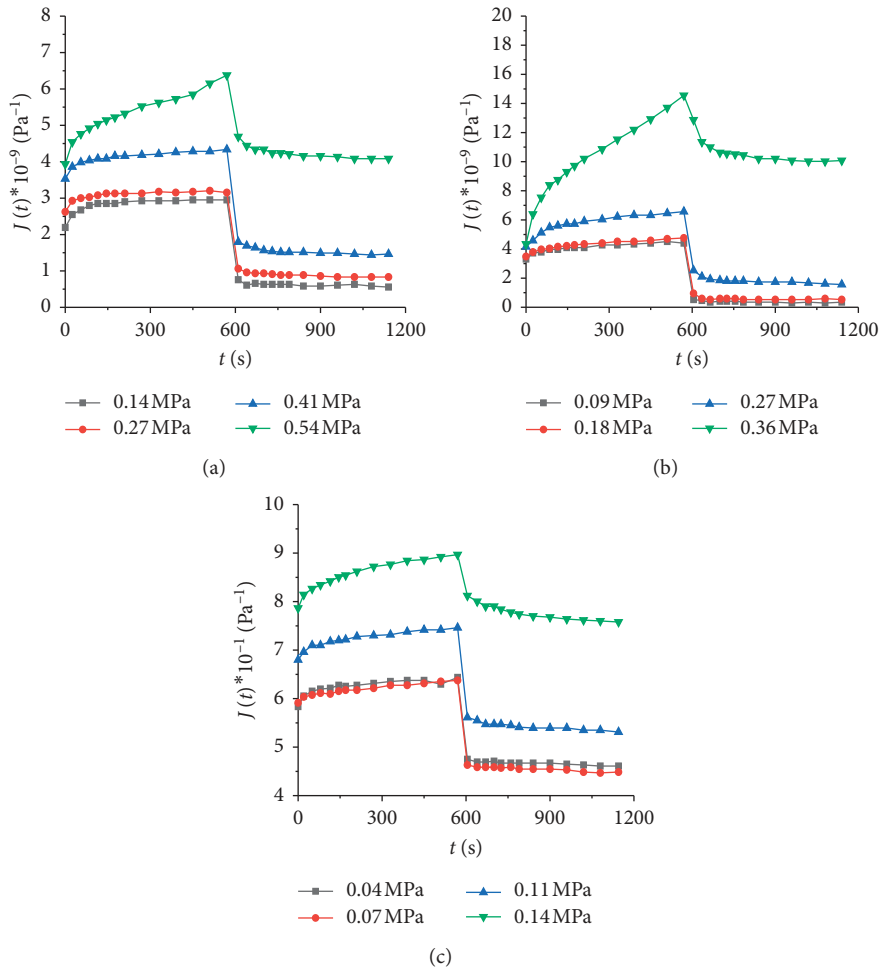 8
7
6
5
4
3
2
1
0
J (t)* 10⁻⁹ (Pa⁻¹)
0 300 600 900 1200
t (s)
0.14 MPa 0.41 MPa
0.27 MPa 0.54 MPa
(a)
20
18
16
14
12
10
8
6
4
2
0
J (t)* 10⁻⁹ (Pa⁻¹)
0 300 600 900 1200
t (s)
0.09 MPa 0.27 MPa
0.18 MPa 0.36 MPa
(b)
10
9
8
7
6
5
4
J (t)* 10⁻¹ (Pa⁻¹)
0 300 600 900 1200
t (s)
0.04 MPa 0.11 MPa
0.07 MPa 0.14 MPa
(c)